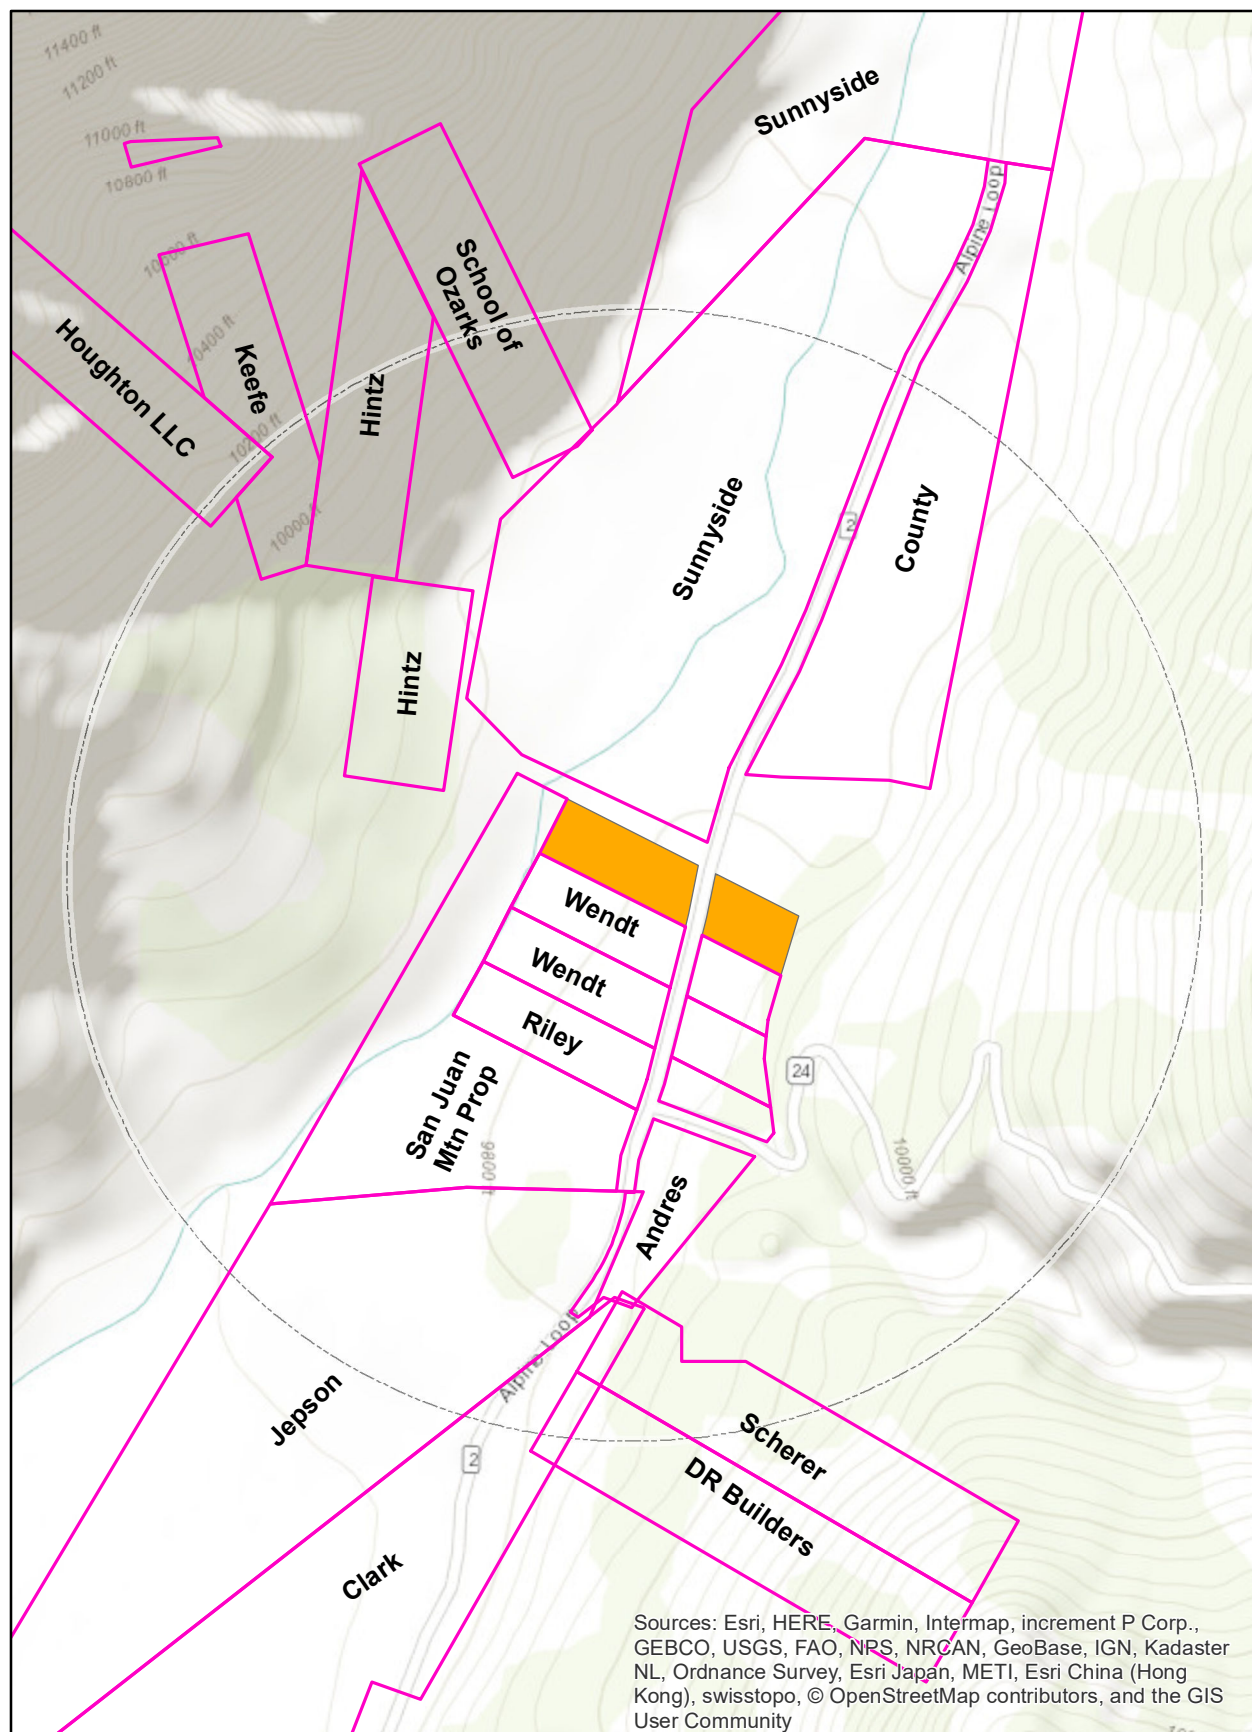 11400 ft
11200 ft
11000 ft
10800 ft
Sunnyside
Alpine Loop
School of
Ozarks
10400 ft
Houghton LLC
Keefe
Hintz
10200 ft
10000 ft
Sunnyside
2
County
Hintz
Wendt
Wendt
Riley
24
San Juan
Mtn Prop
9800 ft
10000 ft
Andres
Alpine Loop
Jepson
2
Scherer
DR Builders
Clark
Sources: Esri, HERE, Garmin, Intermap, increment P Corp.,
GEBCO, USGS, FAO, NPS, NRCAN, GeoBase, IGN, Kadaster
NL, Ordnance Survey, Esri Japan, METI, Esri China (Hong
Kong), swisstopo, © OpenStreetMap contributors, and the GIS
User Community